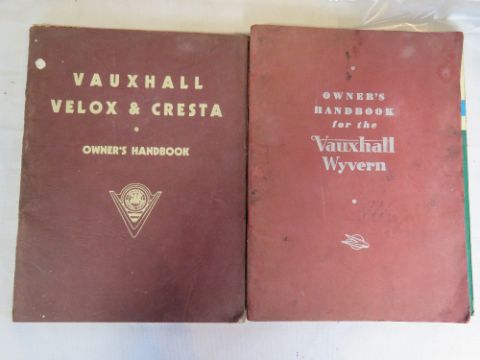 VAUXHALL
VELOX & CRESTA
OWNER'S HANDBOOK
OWNER'S
HANDBOOK
for the
Vauxhall
Wyvern